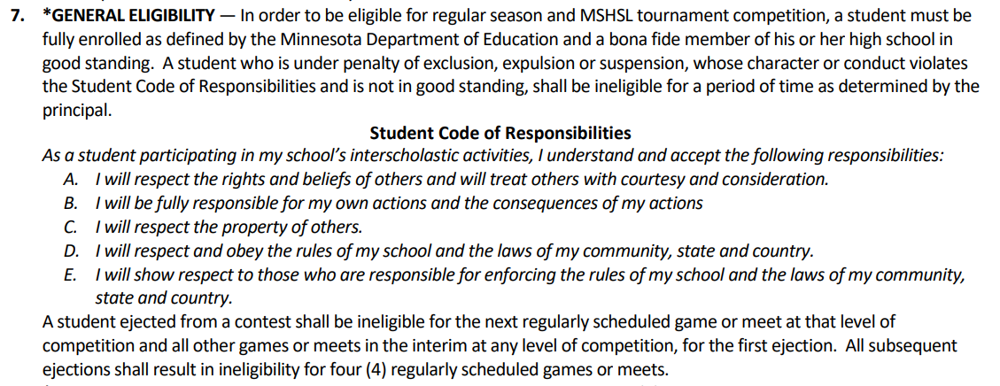 7. *GENERAL ELIGIBILITY — In order to be eligible for regular season and MSHSL tournament competition, a student must be
fully enrolled as defined by the Minnesota Department of Education and a bona fide member of his or her high school in
good standing. A student who is under penalty of exclusion, expulsion or suspension, whose character or conduct violates
the Student Code of Responsibilities and is not in good standing, shall be ineligible for a period of time as determined by the
principal.
Student Code of Responsibilities
As a student participating in my school's interscholastic activities, I understand and accept the following responsibilities:
A. I will respect the rights and beliefs of others and will treat others with courtesy and consideration.
B. I will be fully responsible for my own actions and the consequences of my actions
C. I will respect the property of others.
D. I will respect and obey the rules of my school and the laws of my community, state and country.
E. I will show respect to those who are responsible for enforcing the rules of my school and the laws of my community,
state and country.
A student ejected from a contest shall be ineligible for the next regularly scheduled game or meet at that level of
competition and all other games or meets in the interim at any level of competition, for the first ejection. All subsequent
ejections shall result in ineligibility for four (4) regularly scheduled games or meets.